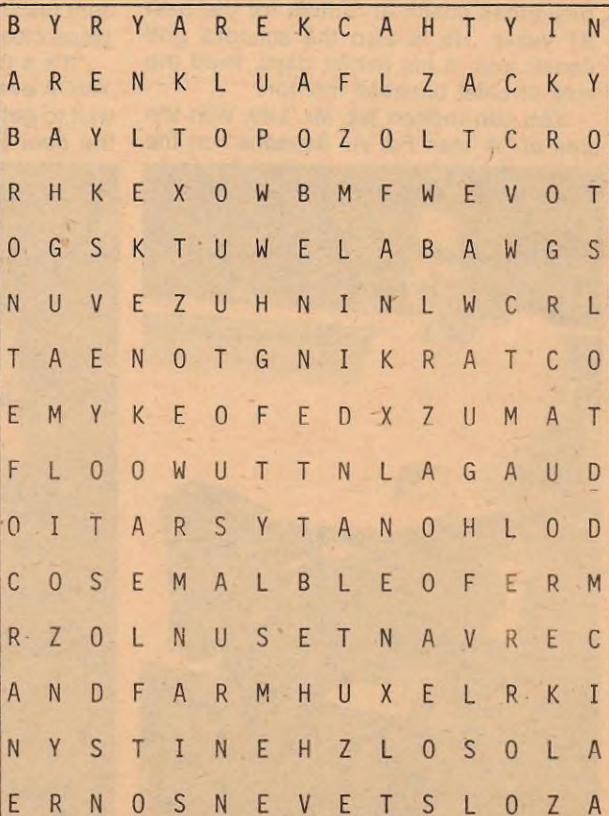 B Y R Y A R E K C A H T Y I N
A R E N K L U A F L Z A C K Y
B A Y L T O P O Z O L T C R O
R H K E X O W B M F W E V O T
O G S K T U W E L A B A W G S
N U V E Z U H N I N L W C R L
T A E N O T G N I K R A T C O
E M Y K E O F E D X Z U M A T
F L O O W U T T N L A G A U D
O I T A R S Y T A N O H L O D
C O S E M A L B L E O F E R M
R Z O L N U S E T N A V R E C
A N D F A R M H U X E L R K I
N Y S T I N E H Z L O S O L A
E R N O S N E V E T S L O Z A